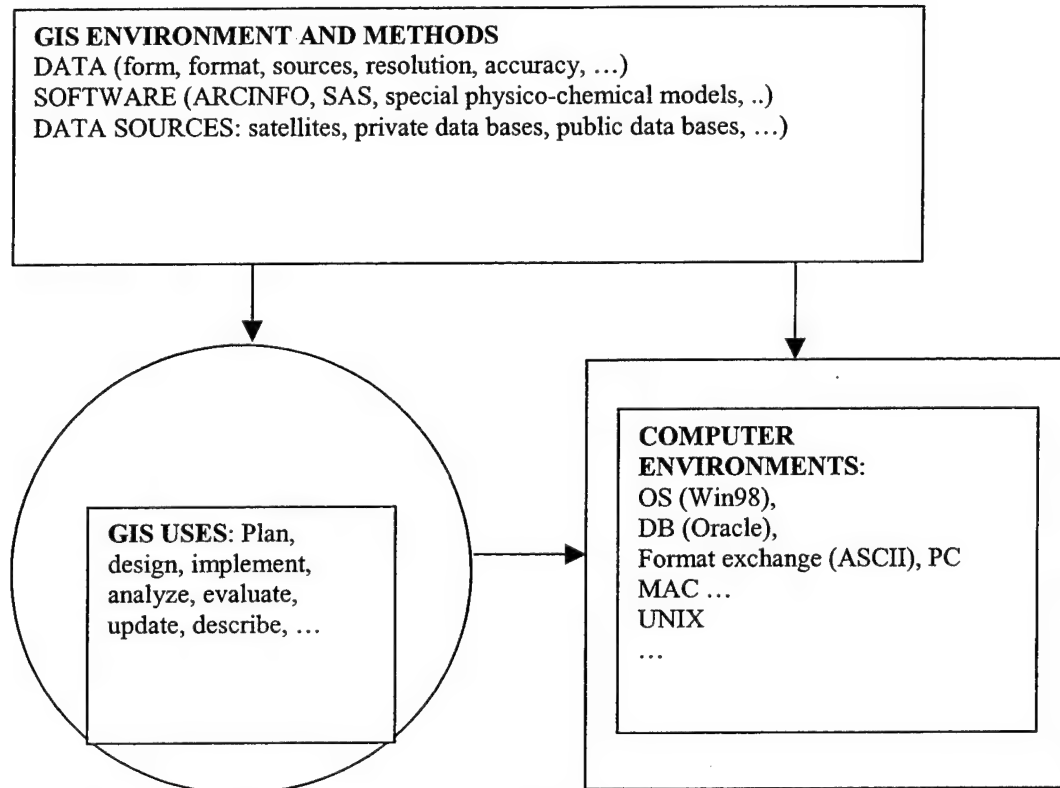 GIS ENVIRONMENT AND METHODS
DATA (form, format, sources, resolution, accuracy, …)
SOFTWARE (ARCINFO, SAS, special physico-chemical models, ..)
DATA SOURCES: satellites, private data bases, public data bases, …)
GIS USES: Plan,
design, implement,
analyze, evaluate,
update, describe, …
COMPUTER
ENVIRONMENTS:
OS (Win98),
DB (Oracle),
Format exchange (ASCII), PC
MAC …
UNIX
…